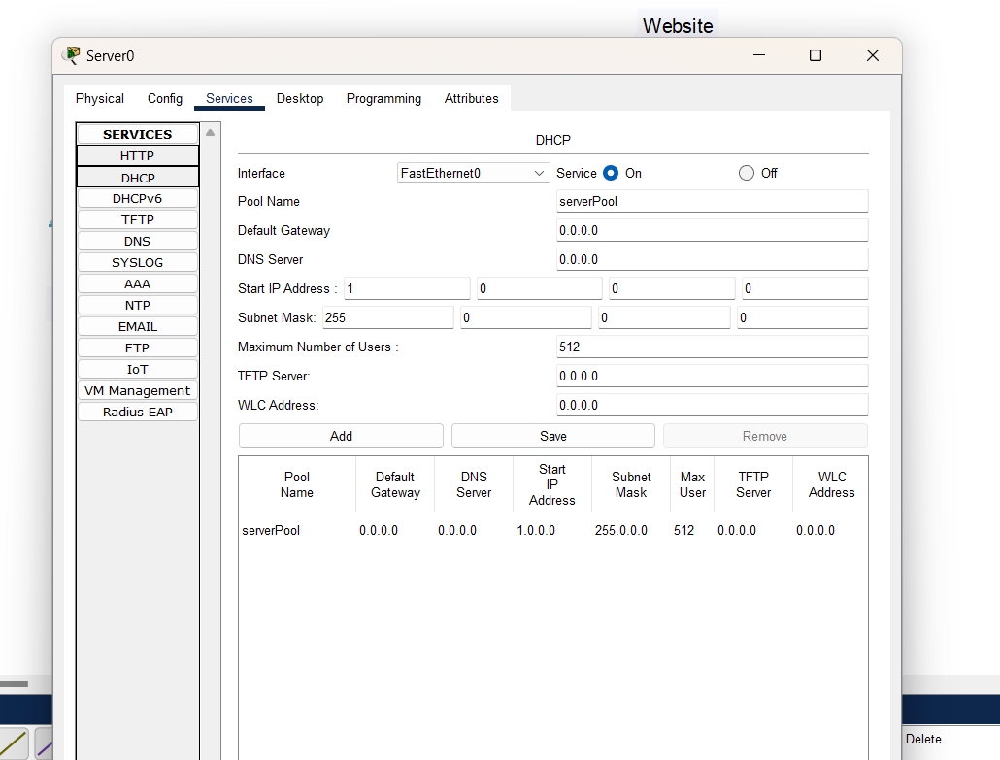 Website
Server0
Physical Config Services Desktop Programming Attributes
SERVICES
HTTP
DHCP
DHCPv6
TFTP
DNS
SYSLOG
AAA
NTP
EMAIL
FTP
IoT
VM Management
Radius EAP
DHCP
Interface FastEthernet0 Service On Off
Pool Name serverPool
Default Gateway 0.0.0.0
DNS Server 0.0.0.0
Start IP Address : 1 0 0 0
Subnet Mask: 255 0 0 0
Maximum Number of Users : 512
TFTP Server: 0.0.0.0
WLC Address: 0.0.0.0
Add Save Remove
Pool Name Default Gateway DNS Server Start IP Address Subnet Mask Max User TFTP Server WLC Address
serverPool 0.0.0.0 0.0.0.0 1.0.0.0 255.0.0.0 512 0.0.0.0 0.0.0.0
Delete